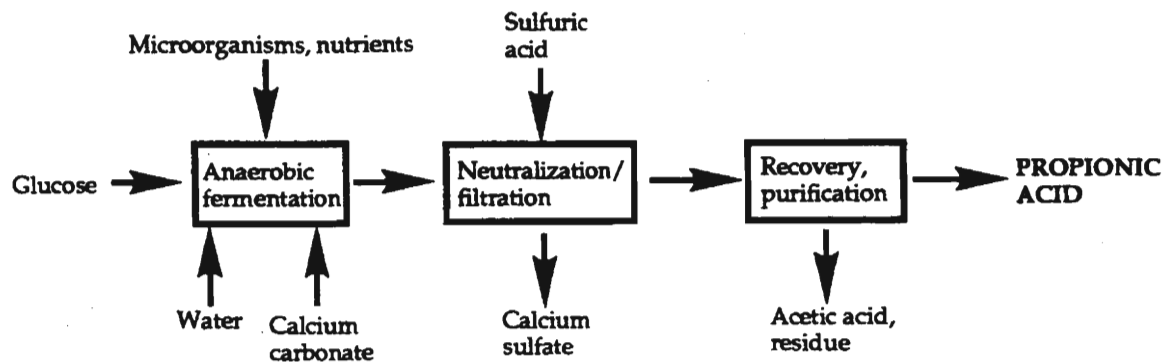 Microorganisms, nutrients
Sulfuric
acid
Glucose
Anaerobic
fermentation
Neutralization/
filtration
Recovery,
purification
PROPIONIC
ACID
Water
Calcium
carbonate
Calcium
sulfate
Acetic acid,
residue